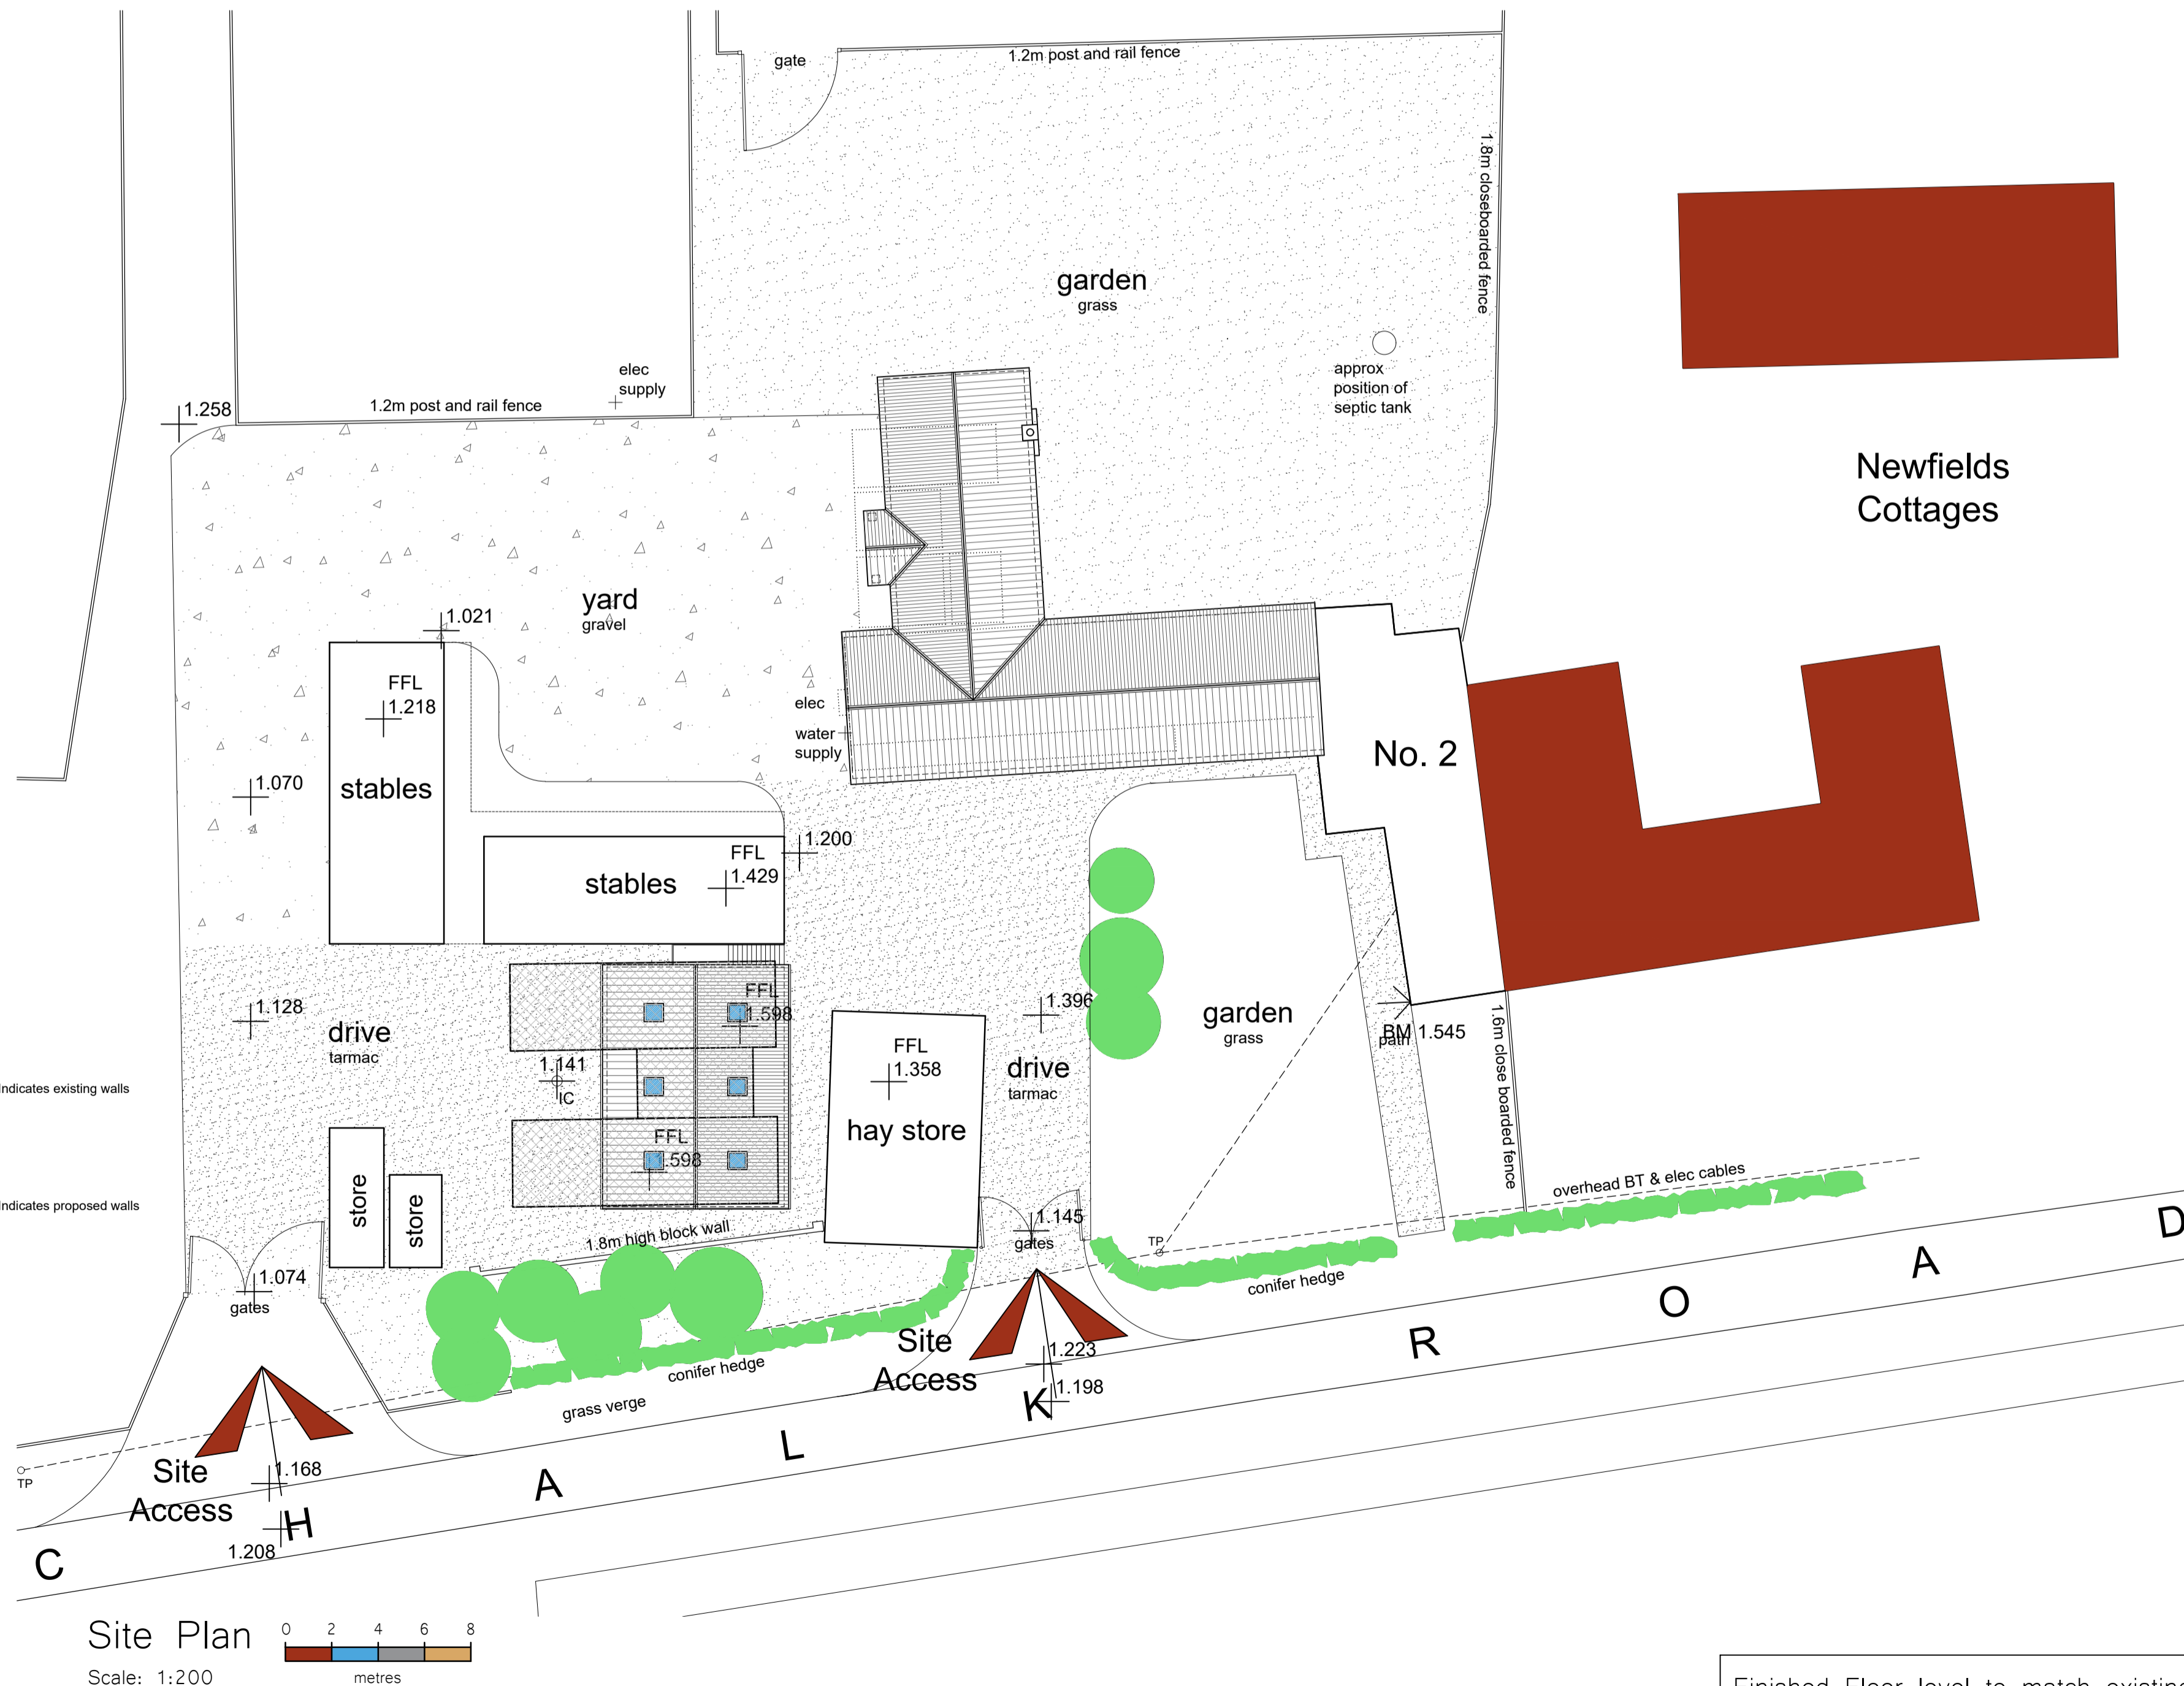 gate
1.2m post and rail fence
1.8m closeboarded fence
garden
grass
elec
supply
approx
position of
septic tank
1.2m post and rail fence
1.258
Newfields
Cottages
yard
gravel
1.021
FFL
1.218
stables
elec
water
supply
No. 2
1.070
1.200
FFL
1.429
stables
FFL
1.598
1.396
1.128
drive
tarmac
garden
grass
BM 1.545
path
1.6m close boarded fence
FFL
1.358
hay store
drive
tarmac
1.141
IC
Indicates existing walls
FFL
.598
store
store
Indicates proposed walls
overhead BT & elec cables
1.8m high block wall
1.145
gates
TP
1.074
gates
conifer hedge
Site
Access
1.223
1.198
conifer hedge
grass verge
Site
Access
1.168
1.208
TP
C H A L K R O A D
Site Plan
0 2 4 6 8
metres
Scale: 1:200